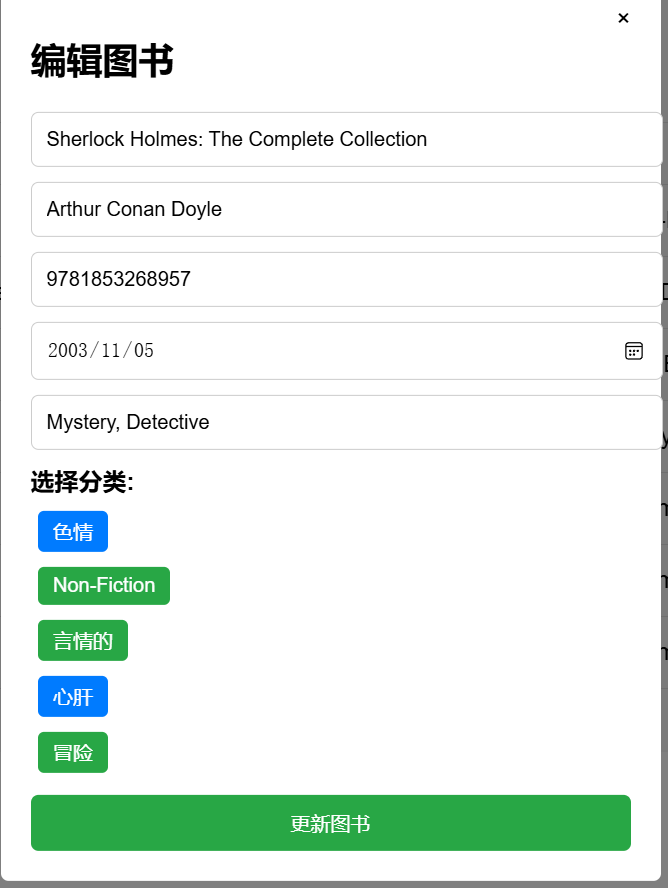 ×
编辑图书
Sherlock Holmes: The Complete Collection
Arthur Conan Doyle
9781853268957
2003/11/05
Mystery, Detective
选择分类:
色情
Non-Fiction
言情的
心肝
冒险
更新图书